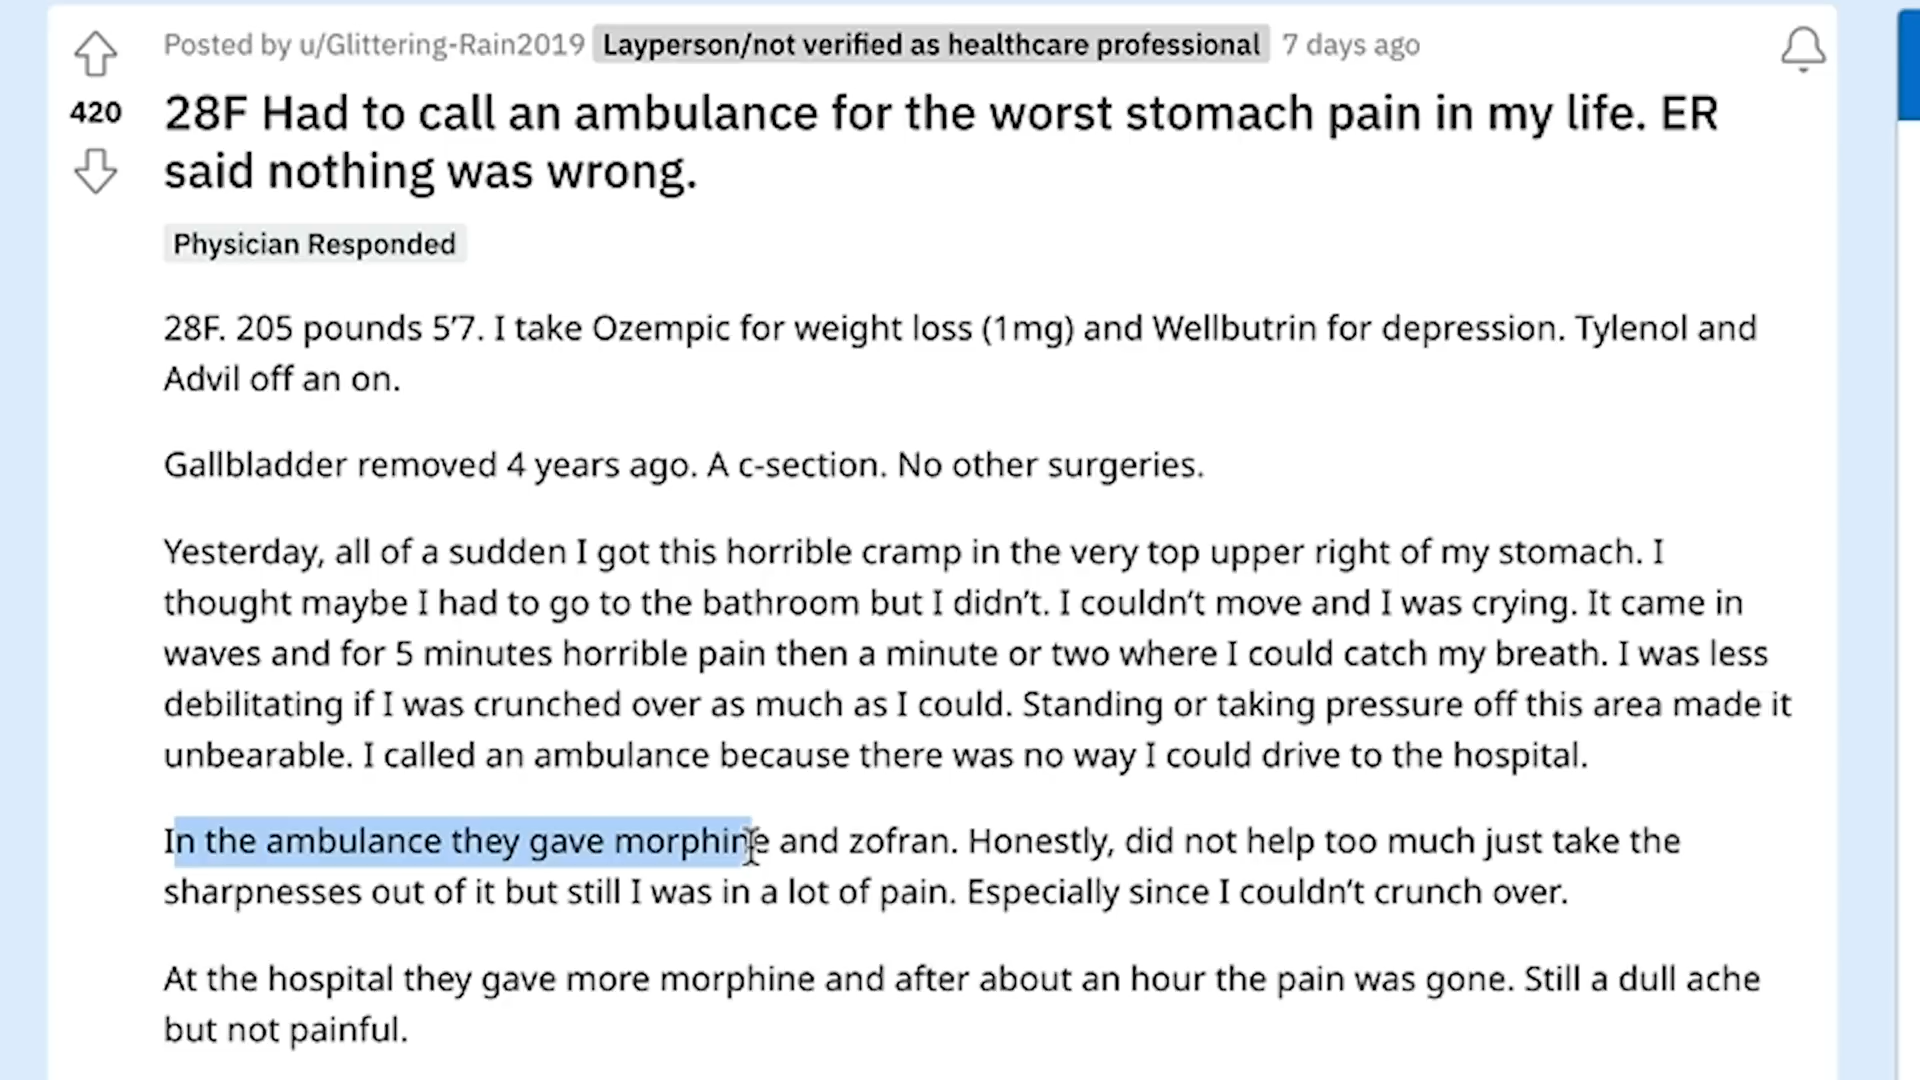 Posted by u/Glittering-Rain2019 Layperson/not verified as healthcare professional 7 days ago
420
28F Had to call an ambulance for the worst stomach pain in my life. ER
said nothing was wrong.
Physician Responded
28F. 205 pounds 5'7. I take Ozempic for weight loss (1mg) and Wellbutrin for depression. Tylenol and
Advil off an on.
Gallbladder removed 4 years ago. A c-section. No other surgeries.
Yesterday, all of a sudden I got this horrible cramp in the very top upper right of my stomach. I
thought maybe I had to go to the bathroom but I didn't. I couldn't move and I was crying. It came in
waves and for 5 minutes horrible pain then a minute or two where I could catch my breath. I was less
debilitating if I was crunched over as much as I could. Standing or taking pressure off this area made it
unbearable. I called an ambulance because there was no way I could drive to the hospital.
In the ambulance they gave morphine and zofran. Honestly, did not help too much just take the
sharpnesses out of it but still I was in a lot of pain. Especially since I couldn't crunch over.
At the hospital they gave more morphine and after about an hour the pain was gone. Still a dull ache
but not painful.